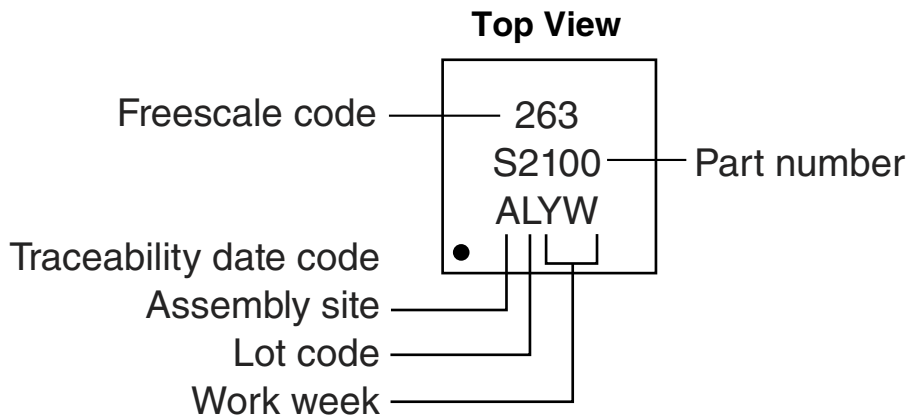 Top View
Freescale code
263
S2100
Part number
ALYW
Traceability date code
Assembly site
Lot code
Work week